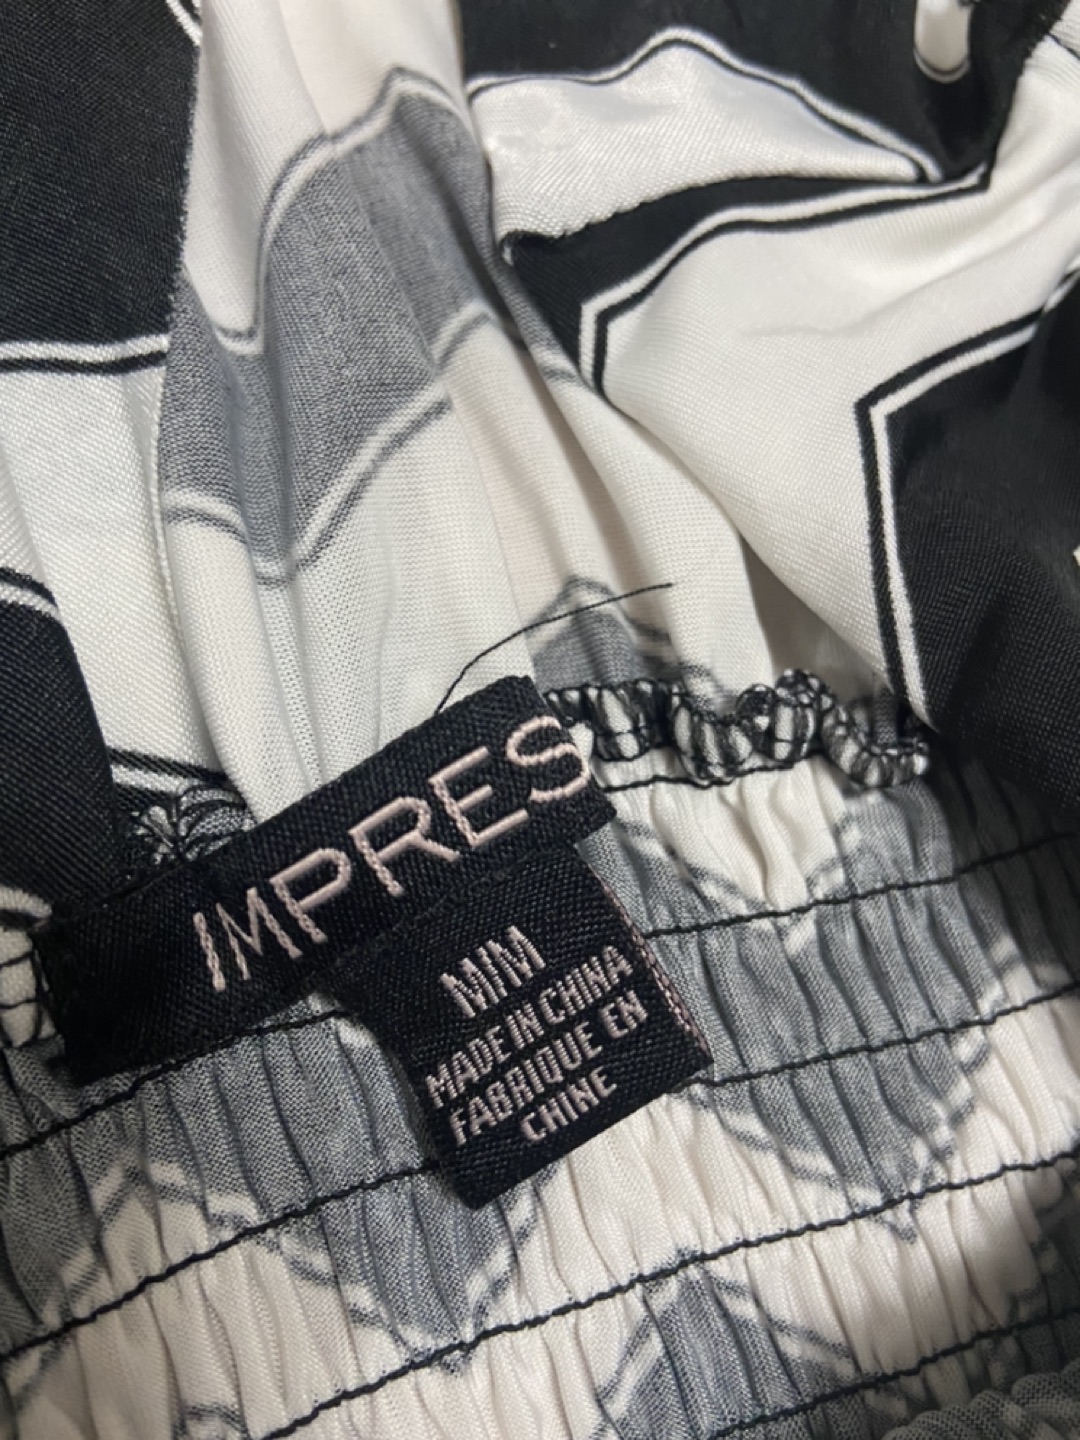 IMPRES
M/M
MADE IN CHINA
FABRIQUE EN
CHINE